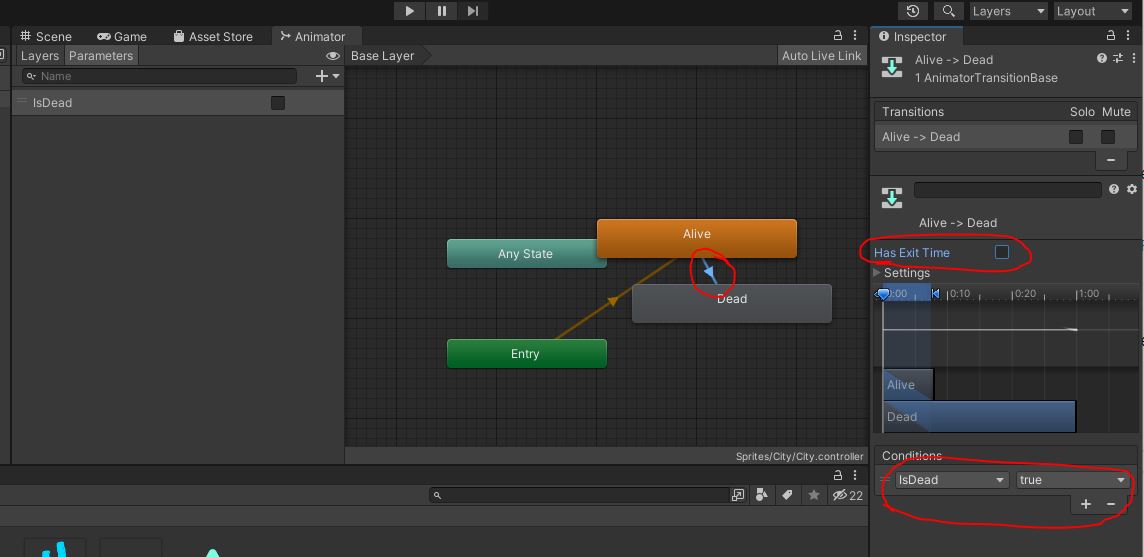 Layers
Layout
Scene
Game
Asset Store
Animator
Inspector
Layers
Parameters
Base Layer
Auto Live Link
Name
IsDead
Alive -> Dead
1 AnimatorTransitionBase
Transitions
Solo
Mute
Alive -> Dead
Alive -> Dead
Alive
Any State
Dead
Entry
Has Exit Time
Settings
0:00
0:10
0:20
1:00
Alive
Dead
Sprites/City/City.controller
Conditions
IsDead
true
22